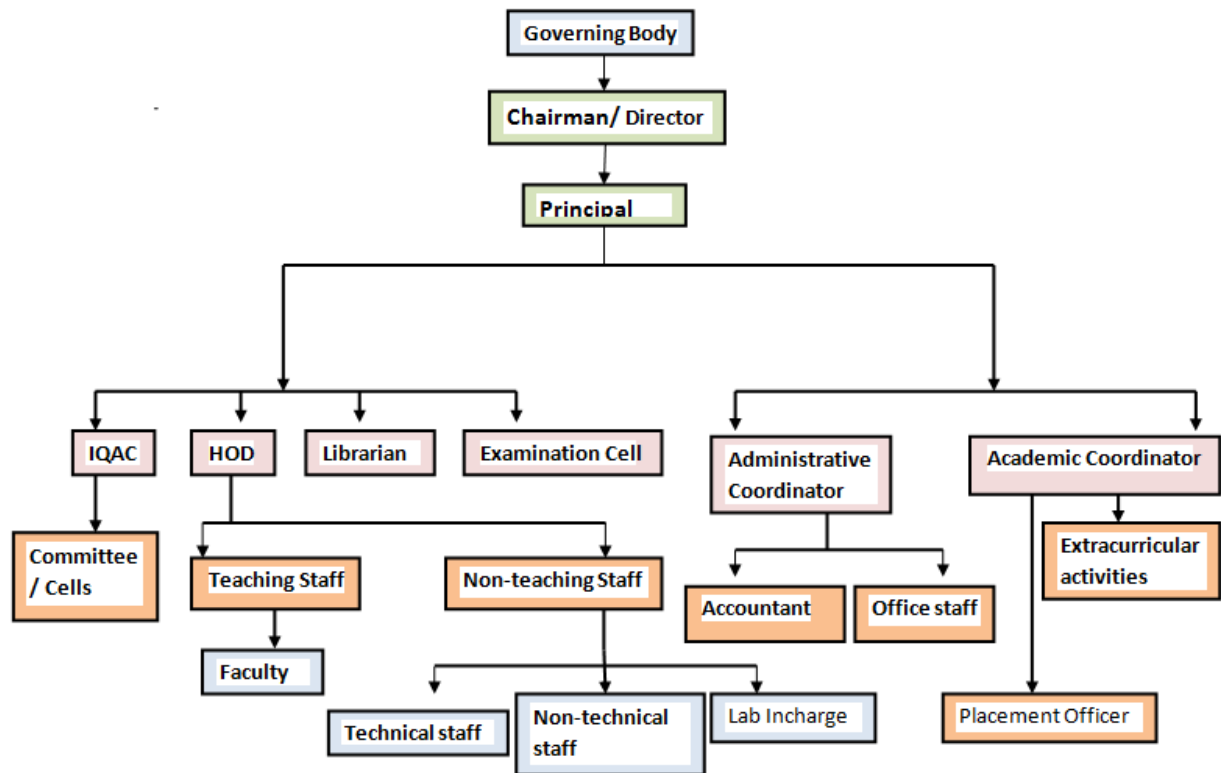 Governing Body
Chairman/ Director
Principal
IQAC
HOD
Librarian
Examination Cell
Administrative
Coordinator
Academic Coordinator
Committee
/ Cells
Teaching Staff
Non-teaching Staff
Accountant
Office staff
Extracurricular
activities
Faculty
Technical staff
Non-technical
staff
Lab Incharge
Placement Officer